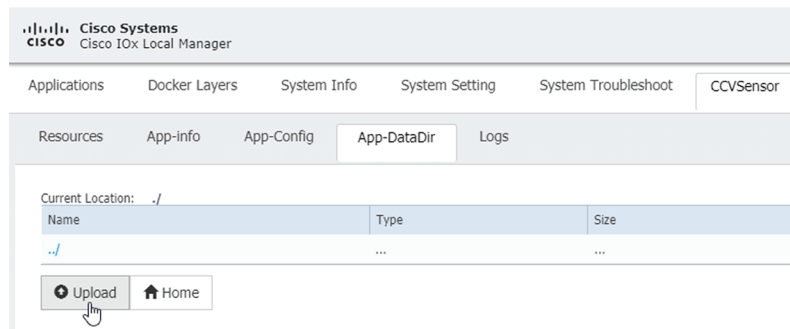 Cisco Systems
CISCO Cisco IOx Local Manager
Applications Docker Layers System Info System Setting System Troubleshoot CCVSensor
Resources App-info App-Config App-DataDir Logs
Current Location: ./
Name Type Size
../ ... ...
Upload Home